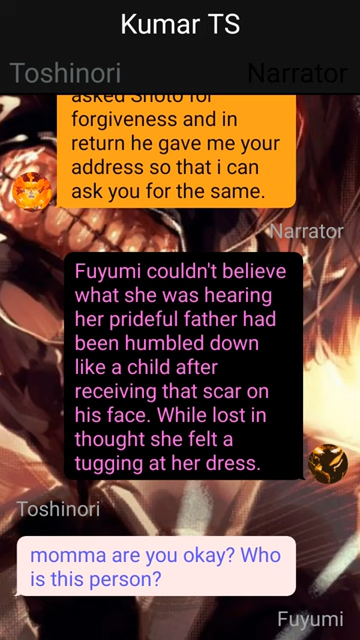 Kumar TS
Toshinori
Narrator
asked Shoto for
forgiveness and in
return he gave me your
address so that i can
ask you for the same.
Narrator
Fuyumi couldn't believe
what she was hearing
her prideful father had
been humbled down
like a child after
receiving that scar on
his face. While lost in
thought she felt a
tugging at her dress.
Toshinori
momma are you okay? Who
is this person?
Fuyumi